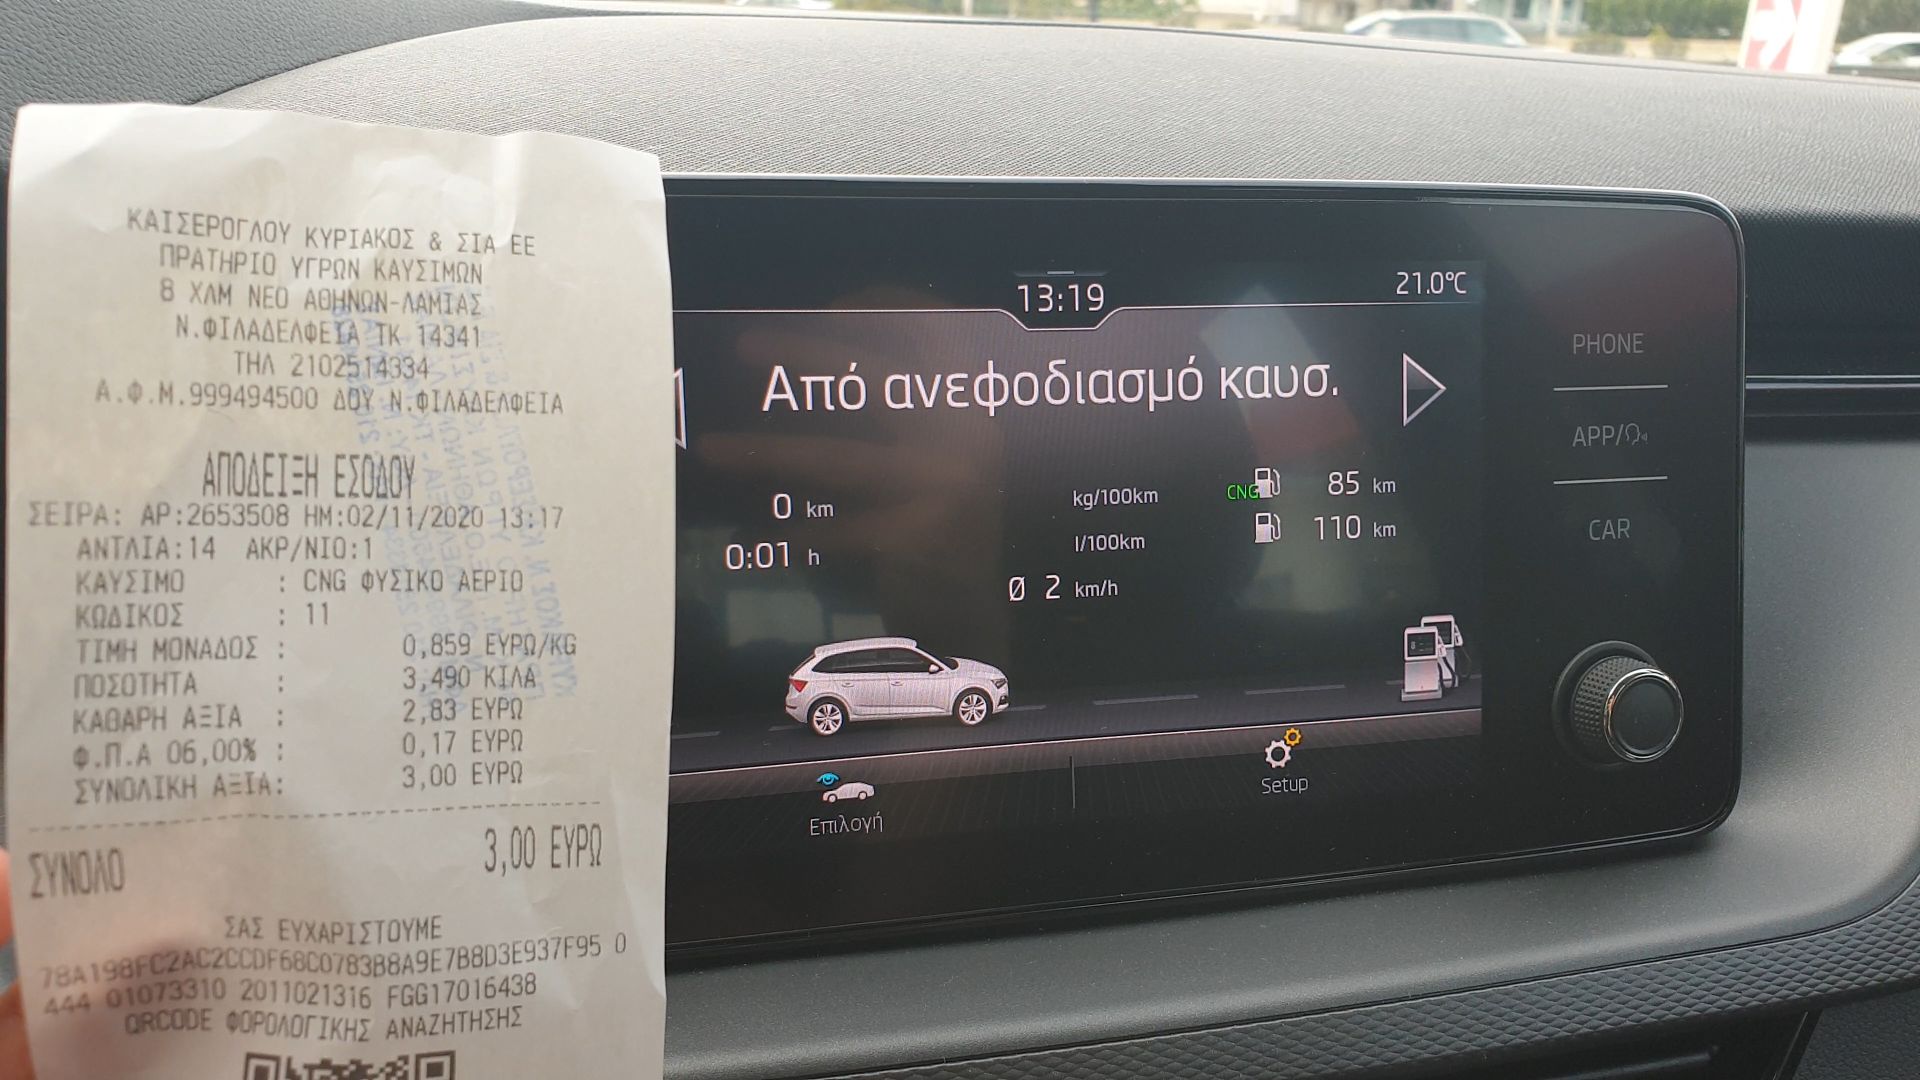 ΚΑΙΣΕΡΟΓΛΟΥ ΚΥΡΙΑΚΟΣ & ΣΙΑ ΕΕ
ΠΡΑΤΗΡΙΟ ΥΓΡΩΝ ΚΑΥΣΙΜΩΝ
8 ΧΛΜ ΝΕΟ ΑΘΗΝΩΝ-ΛΑΜΙΑΣ
Ν.ΦΙΛΑΔΕΛΦΕΙΑ ΤΚ 14341
ΤΗΛ 2102514334
Α.Φ.Μ.999494500 ΔΟΥ Ν.ΦΙΛΑΔΕΛΦΕΙΑ
ΑΠΟΔΕΙΞΗ ΕΣΟΔΟΥ
ΣΕΙΡΑ: ΑΡ:2653508 ΗΜ:02/11/2020 13:17
ΑΝΤΛΙΑ:14 ΑΚΡ/ΝΙΟ:1
ΚΑΥΣΙΜΟ : CNG ΦΥΣΙΚΟ ΑΕΡΙΟ
ΚΩΔΙΚΟΣ : 11
ΤΙΜΗ ΜΟΝΑΔΟΣ : 0,859 ΕΥΡΩ/KG
ΠΟΣΟΤΗΤΑ : 3,490 ΚΙΛΑ
ΚΑΘΑΡΗ ΑΞΙΑ : 2,83 ΕΥΡΩ
Φ.Π.Α 06,00% : 0,17 ΕΥΡΩ
ΣΥΝΟΛΙΚΗ ΑΞΙΑ: 3,00 ΕΥΡΩ
ΣΥΝΟΛΟ 3,00 ΕΥΡΩ
ΣΑΣ ΕΥΧΑΡΙΣΤΟΥΜΕ
78A198FC2AC2CCDF68C0783B8A9E7B8D3E937F95 0
444 01073310 2011021316 FGG17016438
QRCODE ΦΟΡΟΛΟΓΙΚΗΣ ΑΝΑΖΗΤΗΣΗΣ
13:19
21.0°C
Από ανεφοδιασμό καυσ.
0 km
0:01 h
kg/100km
l/100km
Ø 2 km/h
CNG 85 km
110 km
Επιλογή
Setup
PHONE
APP/
CAR